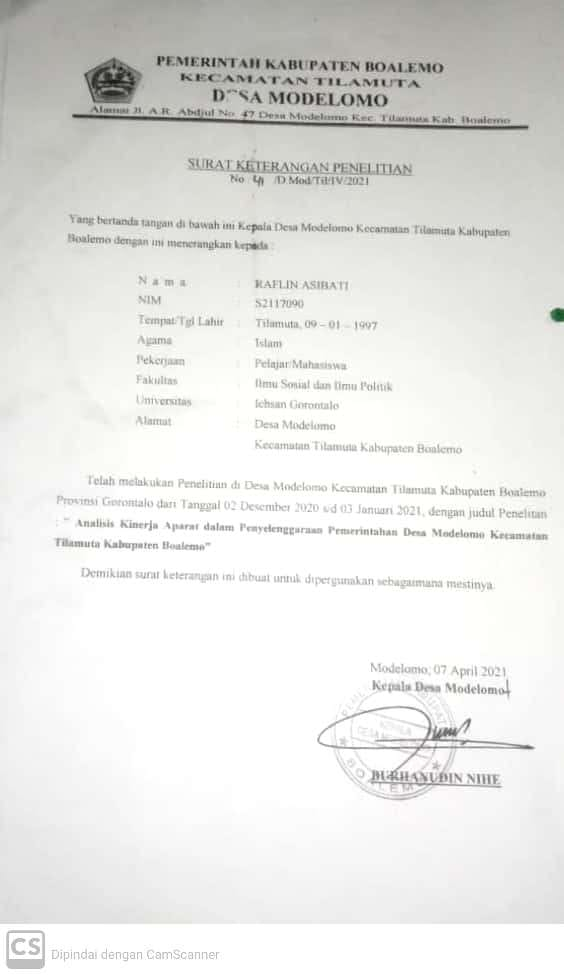 PEMERINTAH KABUPATEN BOALEMO
KECAMATAN TILAMUTA
DESA MODELOMO
Alamat Jl. A.R. Abdjul No. 47 Desa Modelomo Kec. Tilamuta Kab. Boalemo
SURAT KETERANGAN PENELITIAN
No : 41 /D.Mod/Til/IV/2021
Yang bertanda tangan di bawah ini Kepala Desa Modelomo Kecamatan Tilamuta Kabupaten
Boalemo dengan ini menerangkan kepada :
N a m a : RAFLIN ASIBATI
NIM : S2117090
Tempat/Tgl Lahir : Tilamuta, 09 – 01 – 1997
Agama : Islam
Pekerjaan : Pelajar/Mahasiswa
Fakultas : Ilmu Sosial dan Ilmu Politik
Universitas : Ichsan Gorontalo
Alamat : Desa Modelomo
Kecamatan Tilamuta Kabupaten Boalemo
Telah melakukan Penelitian di Desa Modelomo Kecamatan Tilamuta Kabupaten Boalemo
Provinsi Gorontalo dari Tanggal 02 Desember 2020 s/d 03 Januari 2021, dengan judul Penelitan
: " Analisis Kinerja Aparat dalam Penyelenggaraan Pemerintahan Desa Modelomo Kecamatan
Tilamuta Kabupaten Boalemo"
Demikian surat keterangan ini dibuat untuk dipergunakan sebagaimana mestinya.
Modelomo, 07 April 2021
Kepala Desa Modelomo
KEPALA
BOALEMO
BURHANUDIN NIHE
CS Dipindai dengan CamScanner